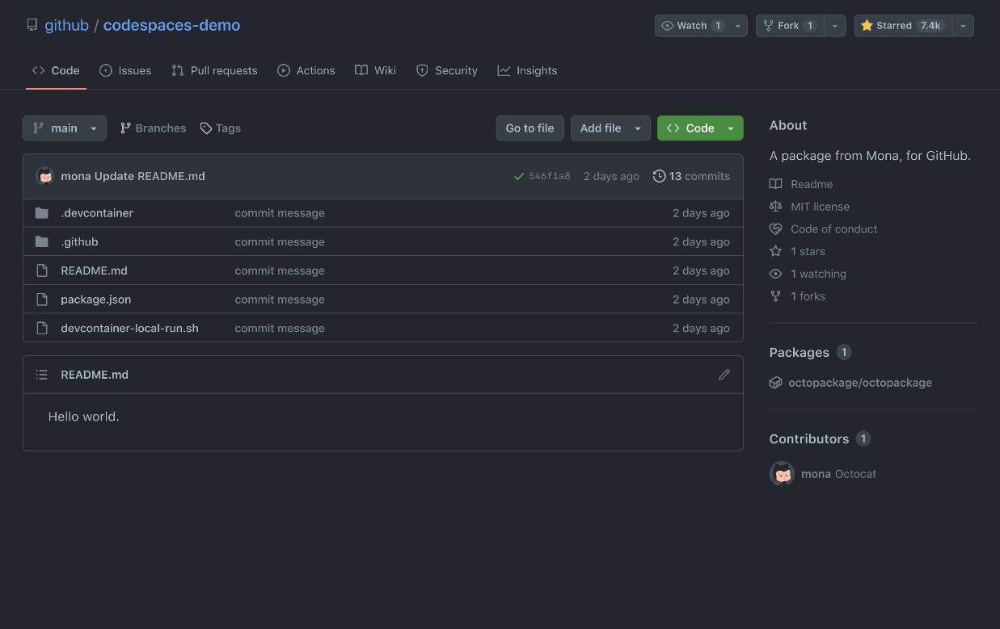 github / codespaces-demo
Watch 1
Fork 1
Starred 7.4k
Code Issues Pull requests Actions Wiki Security Insights
main Branches Tags Go to file Add file Code
mona Update README.md 546f1a8 2 days ago 13 commits
.devcontainer commit message 2 days ago
.github commit message 2 days ago
README.md commit message 2 days ago
package.json commit message 2 days ago
devcontainer-local-run.sh commit message 2 days ago
README.md
Hello world.
About
A package from Mona, for GitHub.
Readme
MIT license
Code of conduct
1 stars
1 watching
1 forks
Packages 1
octopackage/octopackage
Contributors 1
mona Octocat